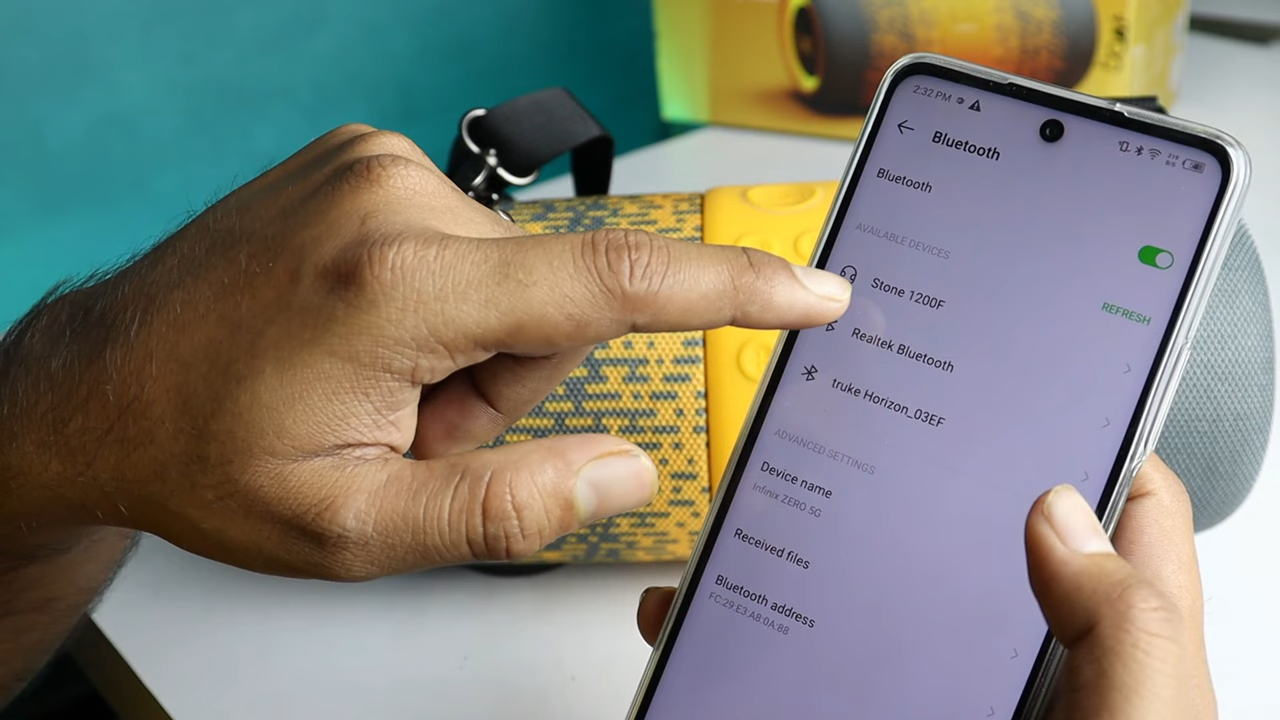 2:32 PM
Bluetooth
Bluetooth
AVAILABLE DEVICES
Stone 1200F
REFRESH
Realtek Bluetooth
truke Horizon_03EF
ADVANCED SETTINGS
Device name
Infinix ZERO 5G
Received files
Bluetooth address
FC:29:E3:A8:0A:88